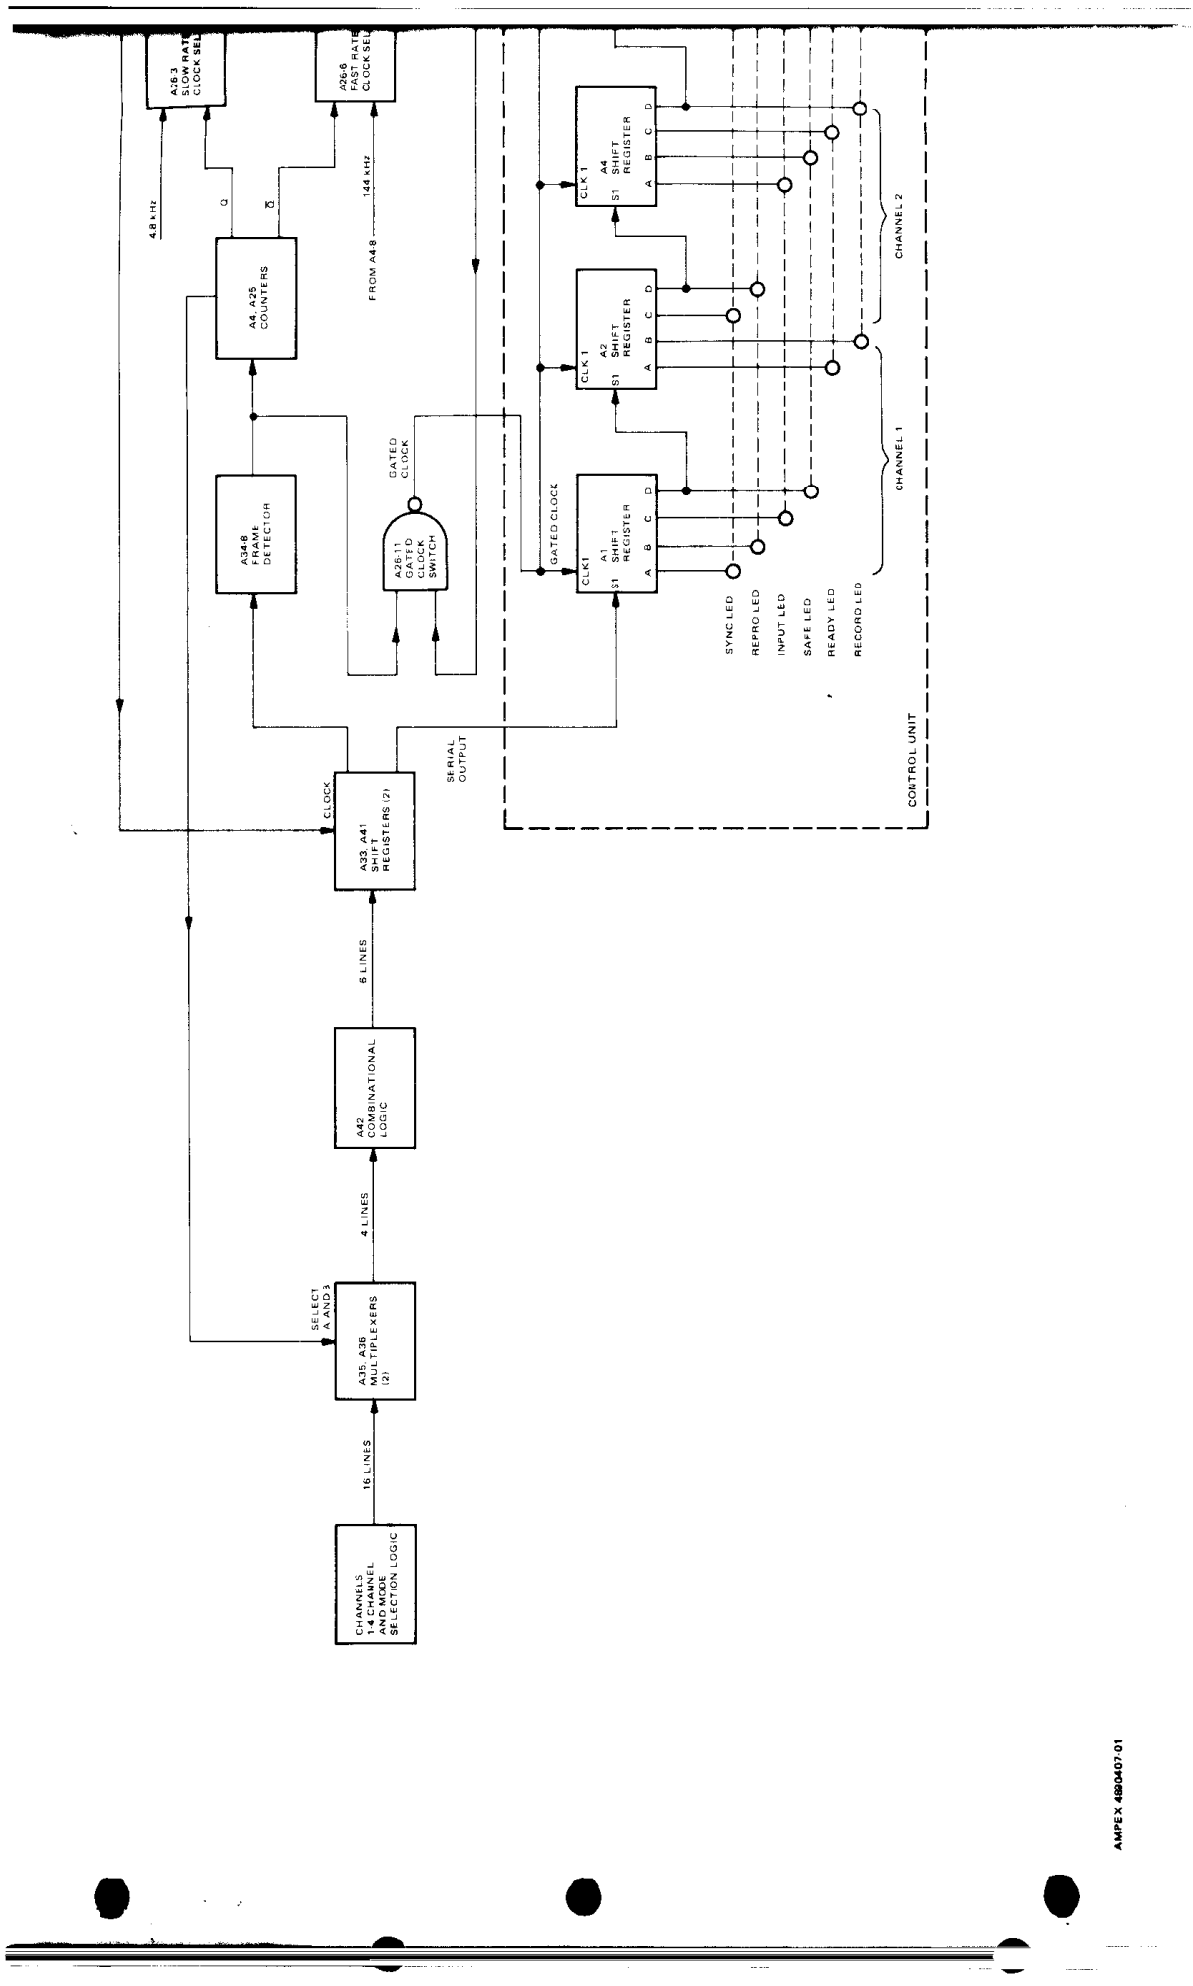 CHANNELS
1-4 CHANNEL
AND MODE
SELECTION LOGIC
16 LINES
SELECT
A AND B
A35, A36
MULTIPLEXERS
(2)
4 LINES
A42
COMBINATIONAL
LOGIC
6 LINES
CLOCK
A33, A41
SHIFT
REGISTERS (2)
SERIAL
OUTPUT
A34-8
FRAME
DETECTOR
A4, A25
COUNTERS
Q
Q̅
4.8 kHz
A26-3
SLOW RATE
CLOCK SEL
A26-6
FAST RATE
CLOCK SEL
144 kHz
FROM A4-8
A26-11
GATED
CLOCK
SWITCH
GATED
CLOCK
GATED CLOCK
CLK1
S1
A1
SHIFT
REGISTER
A B C D
CLK 1
S1
A2
SHIFT
REGISTER
A B C D
CLK 1
S1
A4
SHIFT
REGISTER
A B C D
SYNC LED
REPRO LED
INPUT LED
SAFE LED
READY LED
RECORD LED
CHANNEL 1
CHANNEL 2
CONTROL UNIT
AMPEX 4890407-01